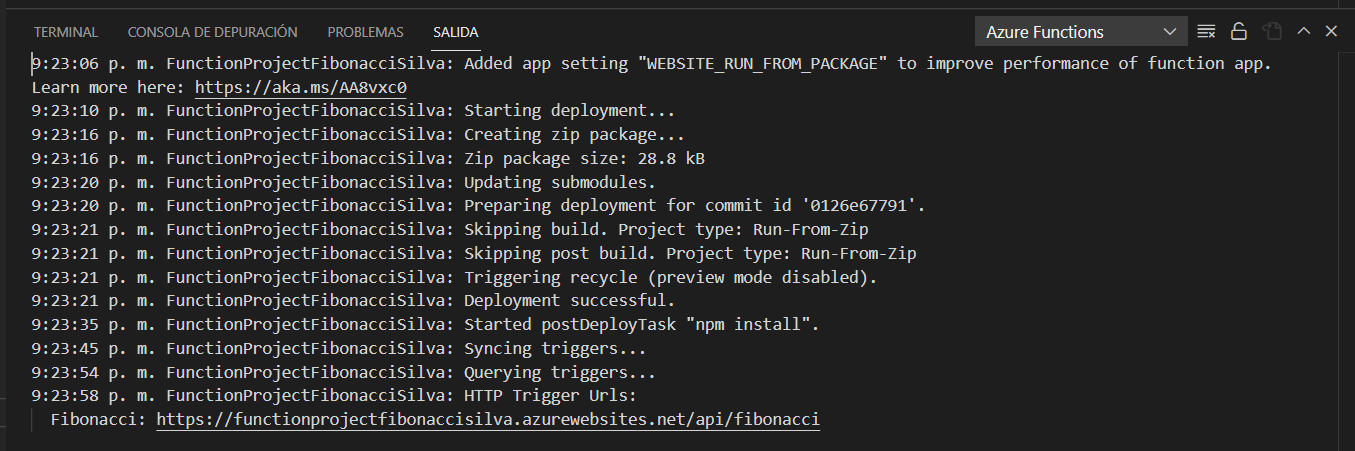 TERMINAL CONSOLA DE DEPURACIÓN PROBLEMAS SALIDA Azure Functions
9:23:06 p. m. FunctionProjectFibonacciSilva: Added app setting "WEBSITE_RUN_FROM_PACKAGE" to improve performance of function app.
Learn more here: https://aka.ms/AA8vxc0
9:23:10 p. m. FunctionProjectFibonacciSilva: Starting deployment...
9:23:16 p. m. FunctionProjectFibonacciSilva: Creating zip package...
9:23:16 p. m. FunctionProjectFibonacciSilva: Zip package size: 28.8 kB
9:23:20 p. m. FunctionProjectFibonacciSilva: Updating submodules.
9:23:20 p. m. FunctionProjectFibonacciSilva: Preparing deployment for commit id '0126e67791'.
9:23:21 p. m. FunctionProjectFibonacciSilva: Skipping build. Project type: Run-From-Zip
9:23:21 p. m. FunctionProjectFibonacciSilva: Skipping post build. Project type: Run-From-Zip
9:23:21 p. m. FunctionProjectFibonacciSilva: Triggering recycle (preview mode disabled).
9:23:21 p. m. FunctionProjectFibonacciSilva: Deployment successful.
9:23:35 p. m. FunctionProjectFibonacciSilva: Started postDeployTask "npm install".
9:23:45 p. m. FunctionProjectFibonacciSilva: Syncing triggers...
9:23:54 p. m. FunctionProjectFibonacciSilva: Querying triggers...
9:23:58 p. m. FunctionProjectFibonacciSilva: HTTP Trigger Urls:
Fibonacci: https://functionprojectfibonaccisilva.azurewebsites.net/api/fibonacci